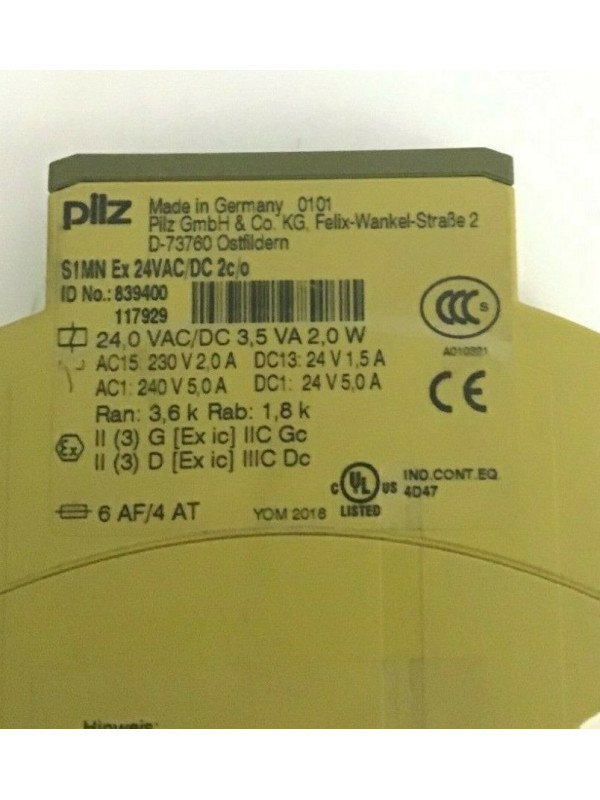 pilz
Made in Germany 0101
Pilz GmbH & Co. KG, Felix-Wankel-Straße 2
D-73760 Ostfildern
S1MN Ex 24VAC/DC 2c/o
ID No.: 839400
117929
CCC S
A010221
24,0 VAC/DC 3,5 VA 2,0 W
AC15: 230 V 2,0 A DC13: 24 V 1,5 A
AC1: 240 V 5,0 A DC1: 24 V 5,0 A
CE
Ran: 3,6 k Rab: 1,8 k
Ex II (3) G [Ex ic] IIC Gc
II (3) D [Ex ic] IIIC Dc
C UL US LISTED
IND.CONT.EQ.
4D47
6 AF/4 AT
YOM 2018
Hinweis: